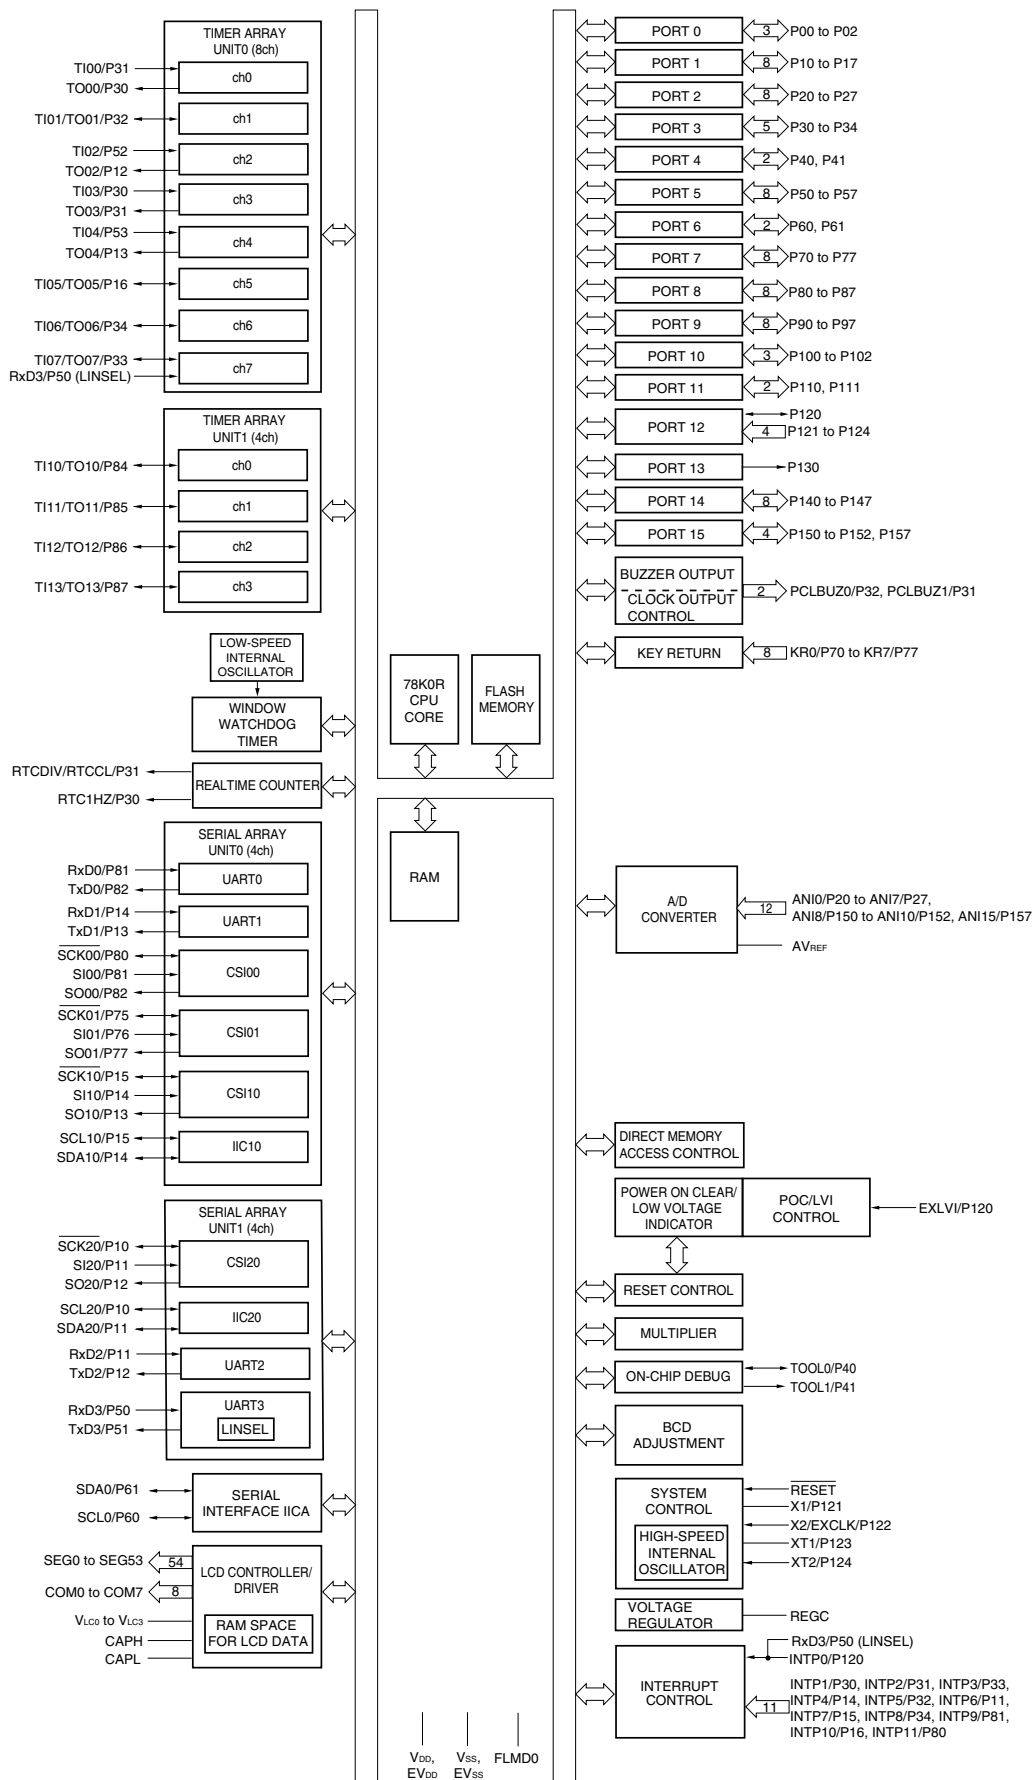 TIMER ARRAY
UNIT0 (8ch)
TI00/P31
TO00/P30
ch0
TI01/TO01/P32
ch1
TI02/P52
TO02/P12
ch2
TI03/P30
TO03/P31
ch3
TI04/P53
TO04/P13
ch4
TI05/TO05/P16
ch5
TI06/TO06/P34
ch6
TI07/TO07/P33
RxD3/P50 (LINSEL)
ch7
TIMER ARRAY
UNIT1 (4ch)
TI10/TO10/P84
ch0
TI11/TO11/P85
ch1
TI12/TO12/P86
ch2
TI13/TO13/P87
ch3
LOW-SPEED
INTERNAL
OSCILLATOR
WINDOW
WATCHDOG
TIMER
RTCDIV/RTCCL/P31
RTC1HZ/P30
REALTIME COUNTER
SERIAL ARRAY
UNIT0 (4ch)
RxD0/P81
TxD0/P82
UART0
RxD1/P14
TxD1/P13
UART1
SCK00/P80
SI00/P81
SO00/P82
CSI00
SCK01/P75
SI01/P76
SO01/P77
CSI01
SCK10/P15
SI10/P14
SO10/P13
CSI10
SCL10/P15
SDA10/P14
IIC10
SERIAL ARRAY
UNIT1 (4ch)
SCK20/P10
SI20/P11
SO20/P12
CSI20
SCL20/P10
SDA20/P11
IIC20
RxD2/P11
TxD2/P12
UART2
RxD3/P50
TxD3/P51
UART3
LINSEL
SDA0/P61
SCL0/P60
SERIAL
INTERFACE IICA
SEG0 to SEG53
54
COM0 to COM7
8
VLC0 to VLC3
CAPH
CAPL
LCD CONTROLLER/
DRIVER
RAM SPACE
FOR LCD DATA
78K0R
CPU
CORE
FLASH
MEMORY
RAM
VDD,
EVDD
VSS,
EVSS
FLMD0
PORT 0
3
P00 to P02
PORT 1
8
P10 to P17
PORT 2
8
P20 to P27
PORT 3
5
P30 to P34
PORT 4
2
P40, P41
PORT 5
8
P50 to P57
PORT 6
2
P60, P61
PORT 7
8
P70 to P77
PORT 8
8
P80 to P87
PORT 9
8
P90 to P97
PORT 10
3
P100 to P102
PORT 11
2
P110, P111
PORT 12
P120
4
P121 to P124
PORT 13
P130
PORT 14
8
P140 to P147
PORT 15
4
P150 to P152, P157
BUZZER OUTPUT
CLOCK OUTPUT
CONTROL
2
PCLBUZ0/P32, PCLBUZ1/P31
KEY RETURN
8
KR0/P70 to KR7/P77
A/D
CONVERTER
12
ANI0/P20 to ANI7/P27,
ANI8/P150 to ANI10/P152, ANI15/P157
AVREF
DIRECT MEMORY
ACCESS CONTROL
POWER ON CLEAR/
LOW VOLTAGE
INDICATOR
POC/LVI
CONTROL
EXLVI/P120
RESET CONTROL
MULTIPLIER
ON-CHIP DEBUG
TOOL0/P40
TOOL1/P41
BCD
ADJUSTMENT
SYSTEM
CONTROL
HIGH-SPEED
INTERNAL
OSCILLATOR
RESET
X1/P121
X2/EXCLK/P122
XT1/P123
XT2/P124
VOLTAGE
REGULATOR
REGC
INTERRUPT
CONTROL
RxD3/P50 (LINSEL)
INTP0/P120
11
INTP1/P30, INTP2/P31, INTP3/P33,
INTP4/P14, INTP5/P32, INTP6/P11,
INTP7/P15, INTP8/P34, INTP9/P81,
INTP10/P16, INTP11/P80